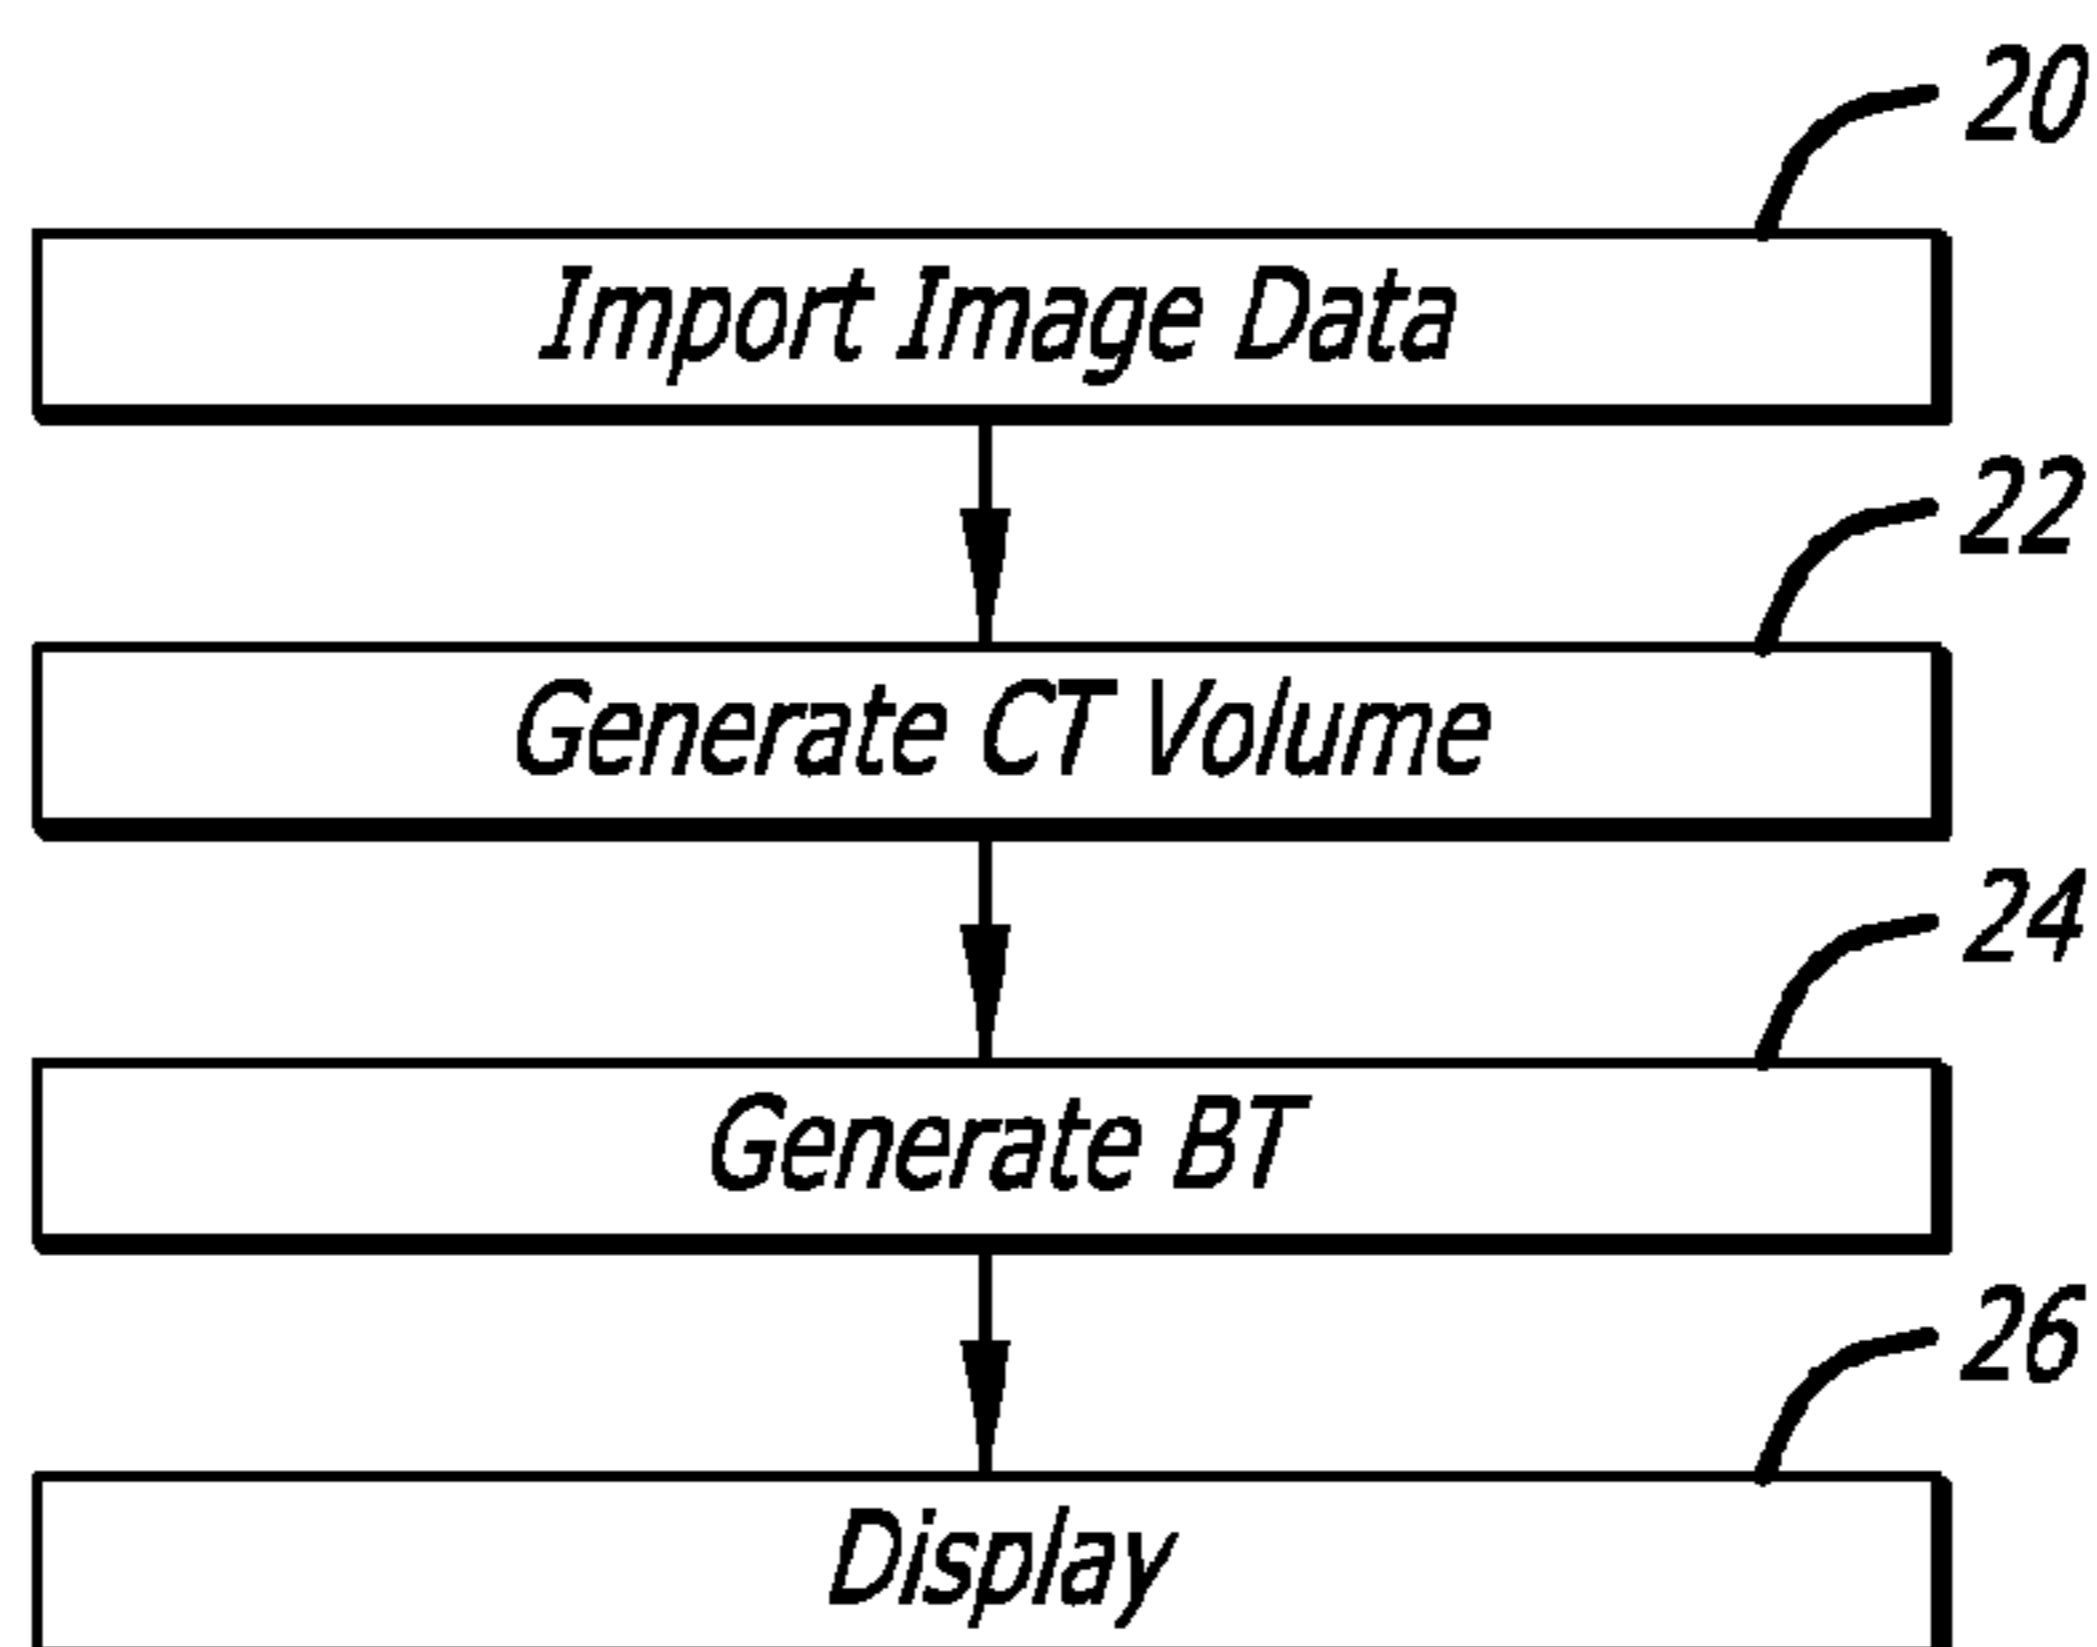 20
Import Image Data
22
Generate CT Volume
24
Generate BT
26
Display